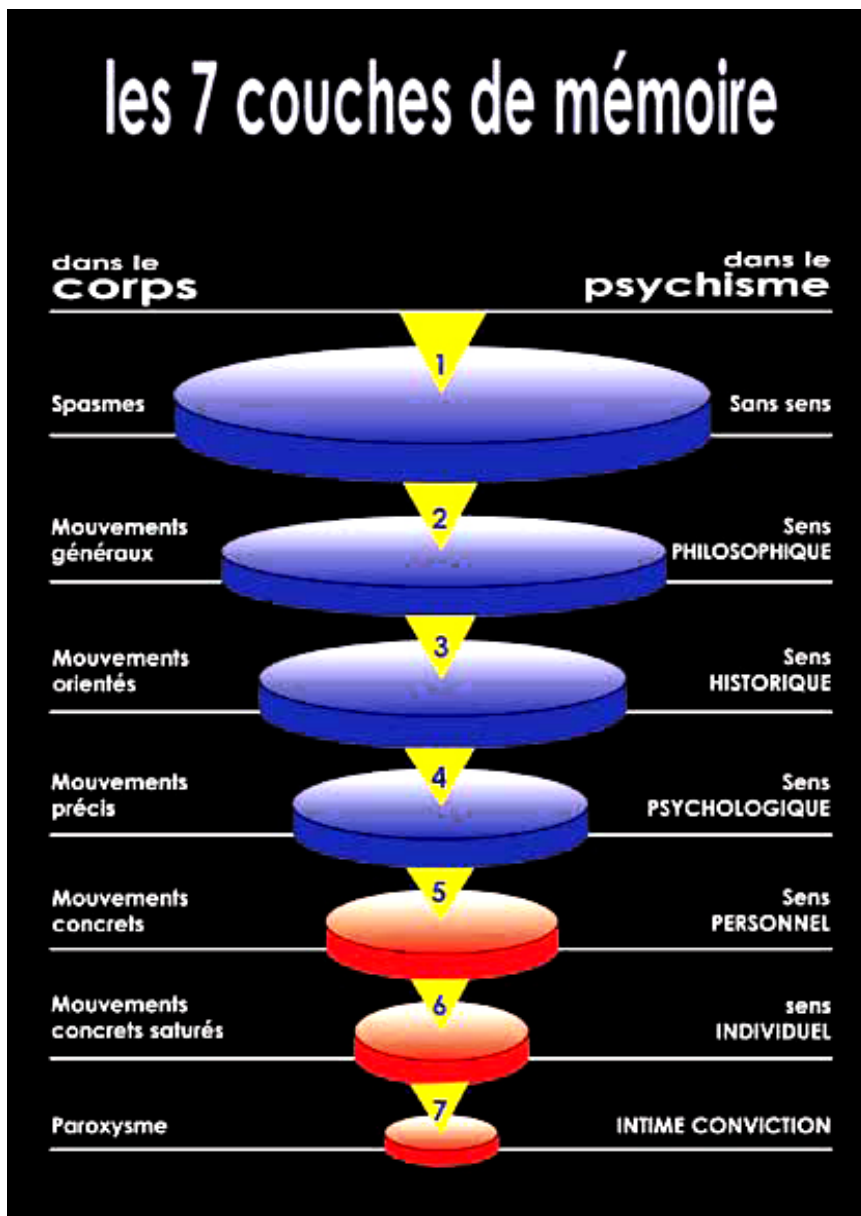 les 7 couches de mémoire
dans le
corps
dans le
psychisme
1
Spasmes
Sans sens
2
Mouvements
généraux
Sens
PHILOSOPHIQUE
3
Mouvements
orientés
Sens
HISTORIQUE
4
Mouvements
précis
Sens
PSYCHOLOGIQUE
5
Mouvements
concrets
Sens
PERSONNEL
6
Mouvements
concrets saturés
sens
INDIVIDUEL
7
Paroxysme
INTIME CONVICTION